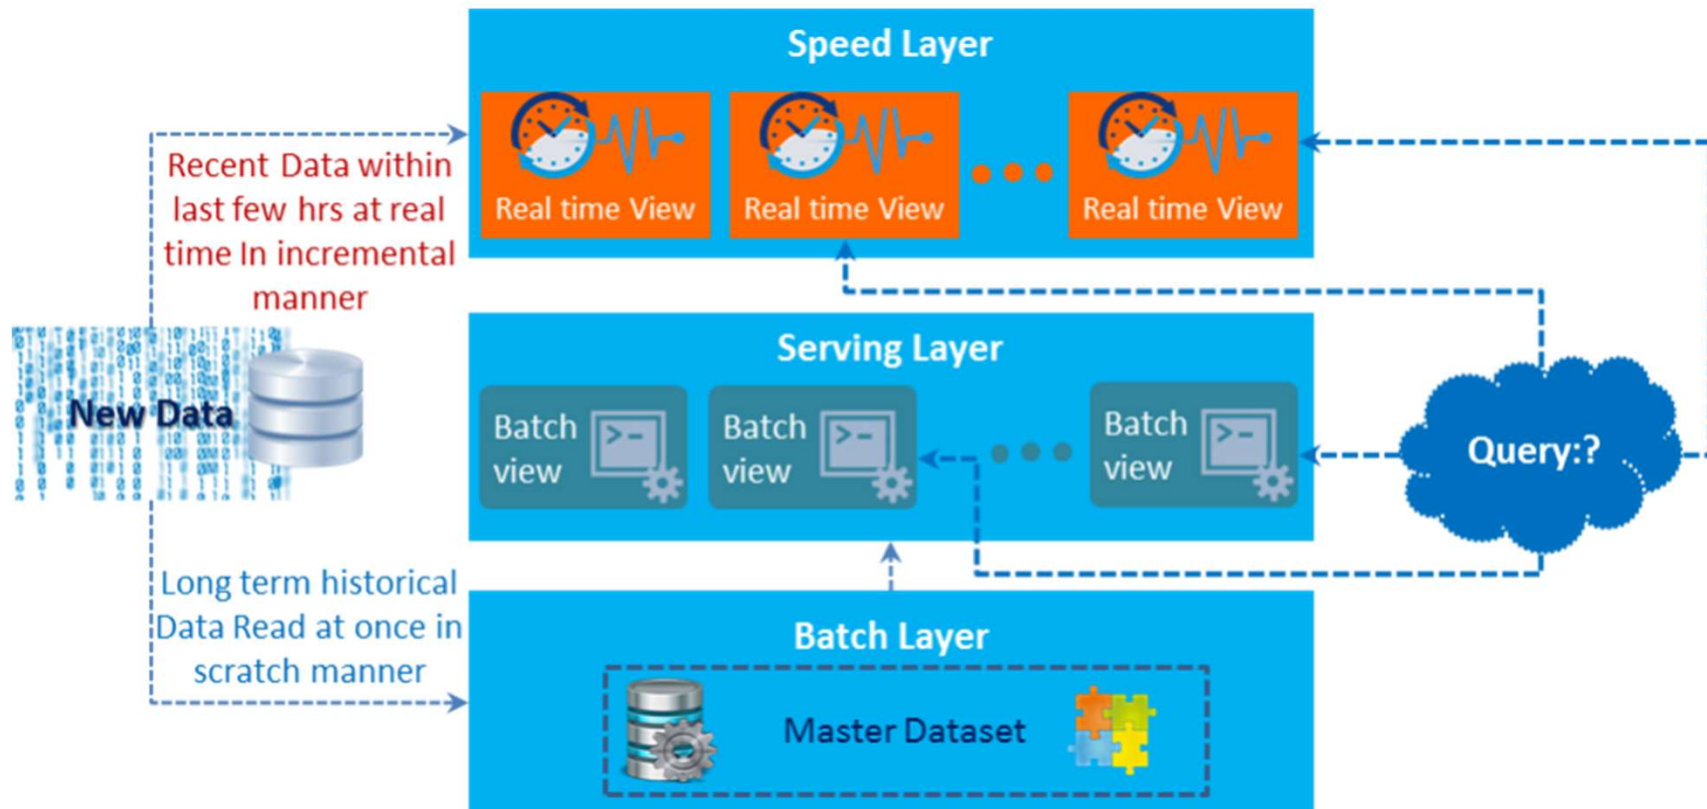 Speed Layer
Real time View
Real time View
Real time View
Recent Data within
last few hrs at real
time In incremental
manner
New Data
Serving Layer
Batch
view
Batch
view
Batch
view
Query:?
Long term historical
Data Read at once in
scratch manner
Batch Layer
Master Dataset